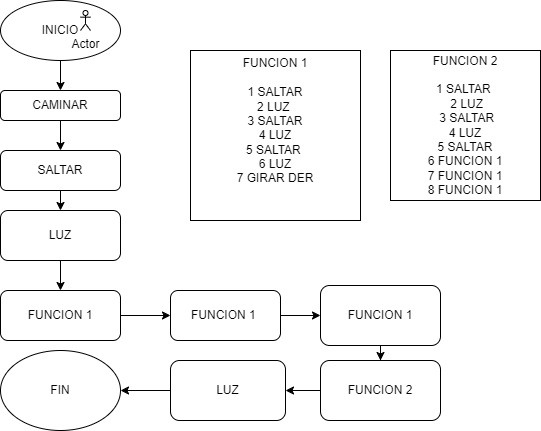 INICIO
Actor
CAMINAR
SALTAR
LUZ
FUNCION 1
1 SALTAR
2 LUZ
3 SALTAR
4 LUZ
5 SALTAR
6 LUZ
7 GIRAR DER
FUNCION 2
1 SALTAR
2 LUZ
3 SALTAR
4 LUZ
5 SALTAR
6 FUNCION 1
7 FUNCION 1
8 FUNCION 1
FUNCION 1
FUNCION 1
FUNCION 1
FUNCION 2
LUZ
FIN